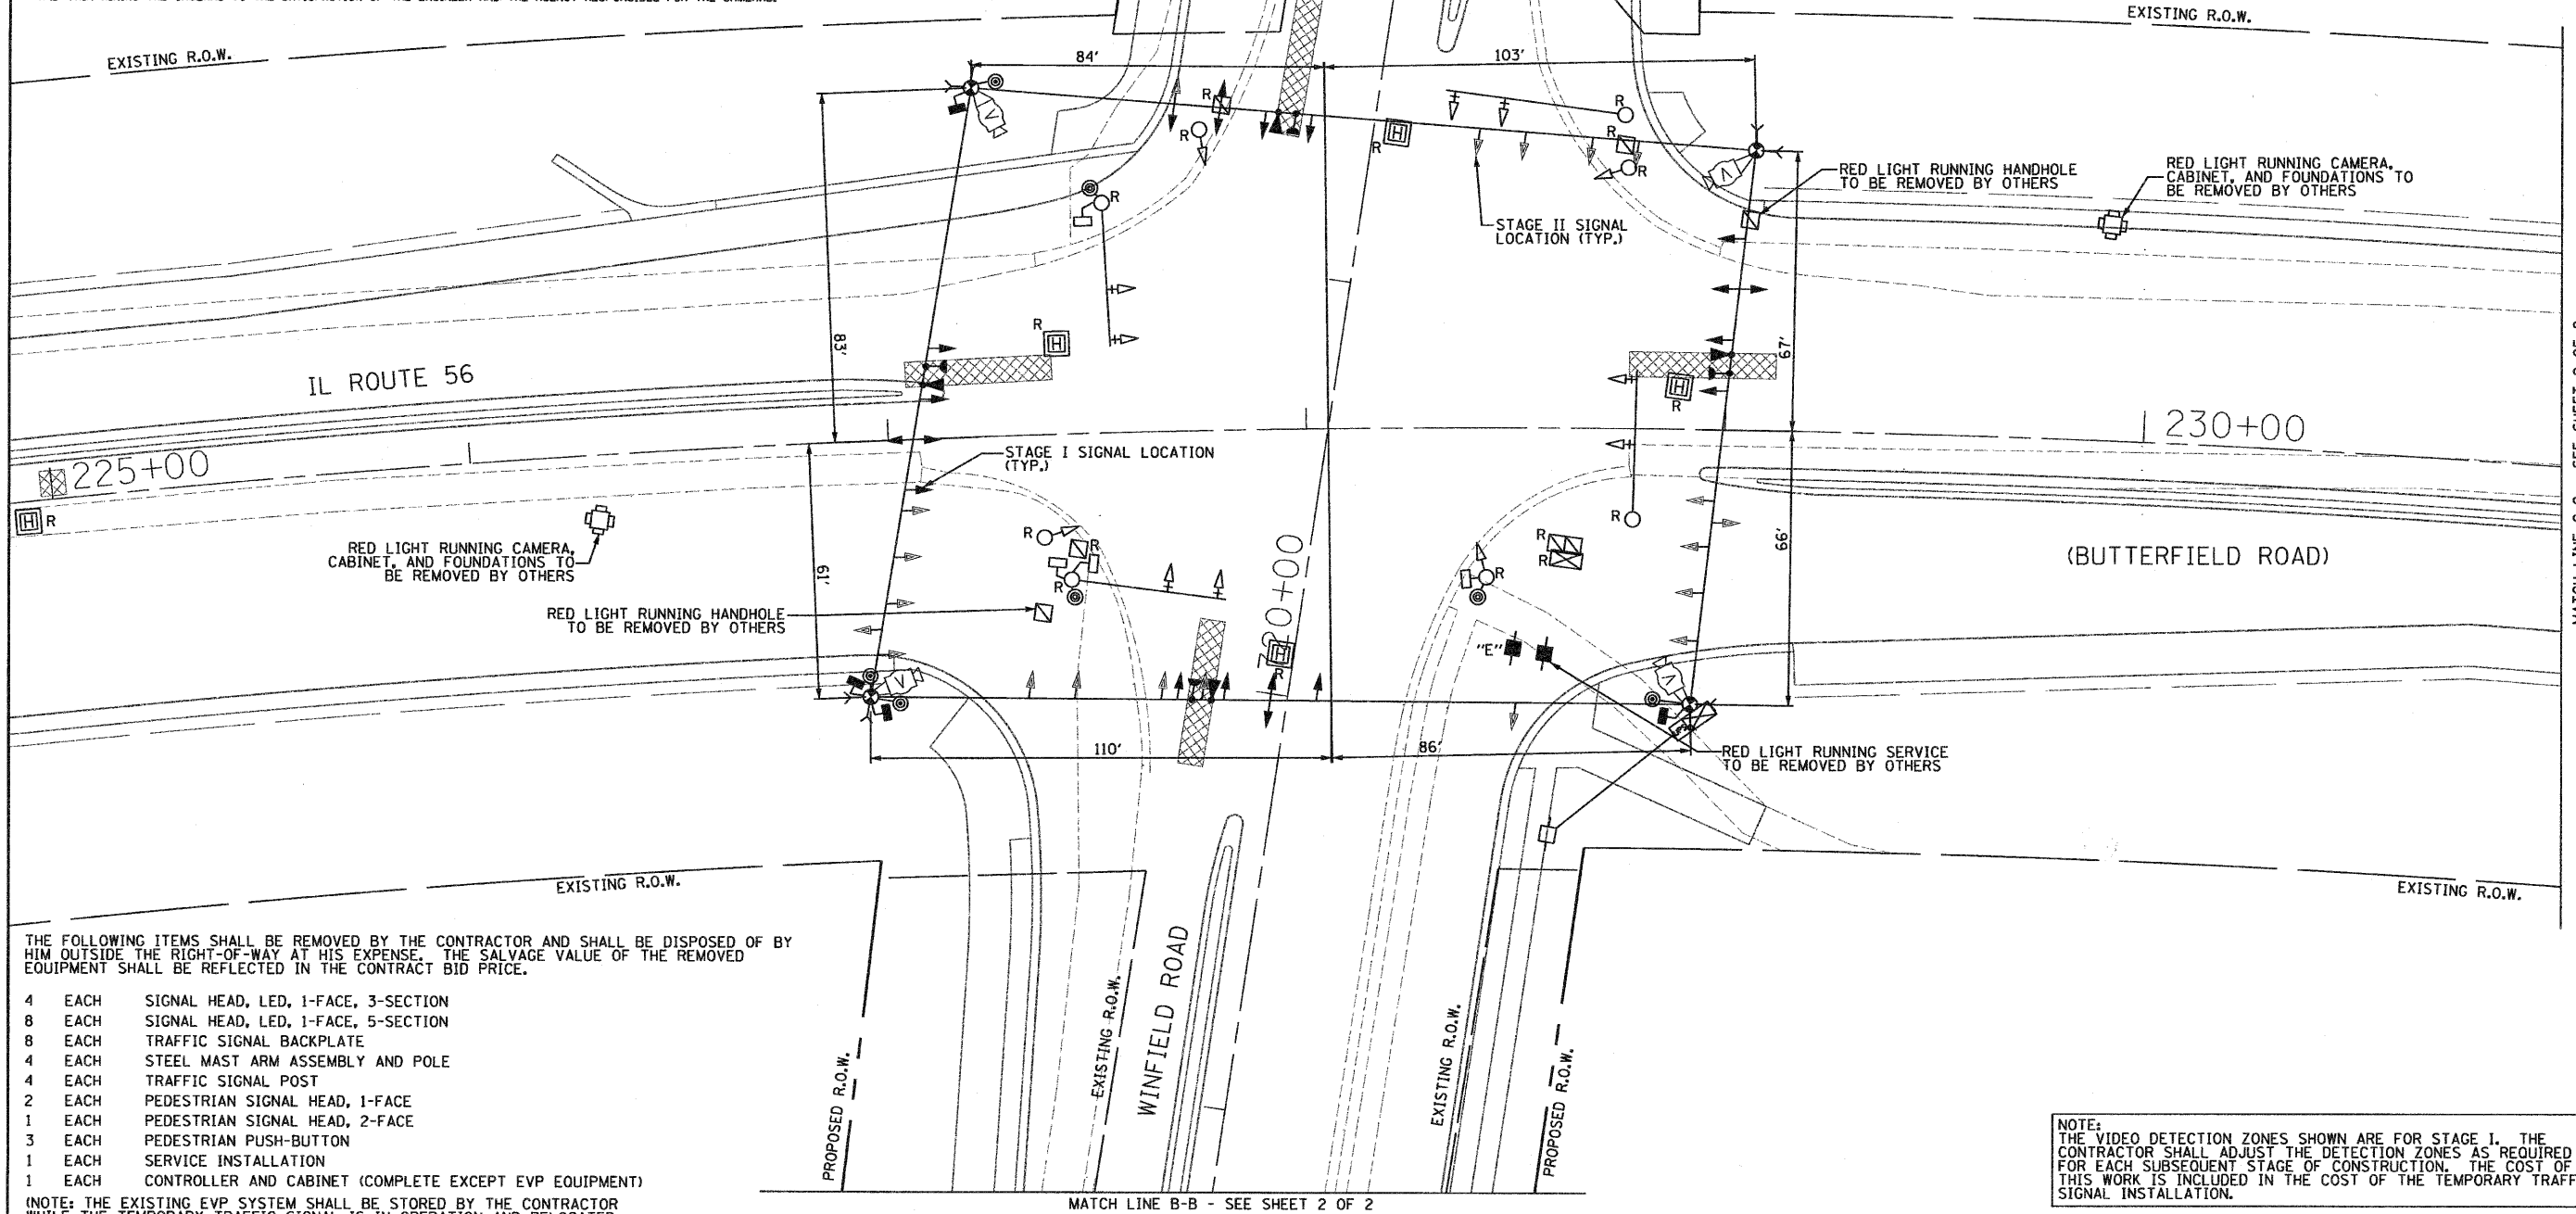 EXISTING R.O.W.
EXISTING R.O.W.
84'
103'
R
R
R
R
R
R
R
RED LIGHT RUNNING HANDHOLE
TO BE REMOVED BY OTHERS
RED LIGHT RUNNING CAMERA,
CABINET, AND FOUNDATIONS TO
BE REMOVED BY OTHERS
STAGE II SIGNAL
LOCATION (TYP.)
83'
67'
H
V
V
R
H
IL ROUTE 56
H
R
225+00
230+00
STAGE I SIGNAL LOCATION
(TYP.)
H R
RED LIGHT RUNNING CAMERA,
CABINET, AND FOUNDATIONS TO
BE REMOVED BY OTHERS
R
R
R
R
R
R
R
61'
66'
(BUTTERFIELD ROAD)
RED LIGHT RUNNING HANDHOLE
TO BE REMOVED BY OTHERS
"E"
H
R
V
V
110'
86'
RED LIGHT RUNNING SERVICE
TO BE REMOVED BY OTHERS
EXISTING R.O.W.
EXISTING R.O.W.
THE FOLLOWING ITEMS SHALL BE REMOVED BY THE CONTRACTOR AND SHALL BE DISPOSED OF BY
HIM OUTSIDE THE RIGHT-OF-WAY AT HIS EXPENSE. THE SALVAGE VALUE OF THE REMOVED
EQUIPMENT SHALL BE REFLECTED IN THE CONTRACT BID PRICE.
4 EACH SIGNAL HEAD, LED, 1-FACE, 3-SECTION
8 EACH SIGNAL HEAD, LED, 1-FACE, 5-SECTION
8 EACH TRAFFIC SIGNAL BACKPLATE
4 EACH STEEL MAST ARM ASSEMBLY AND POLE
4 EACH TRAFFIC SIGNAL POST
2 EACH PEDESTRIAN SIGNAL HEAD, 1-FACE
1 EACH PEDESTRIAN SIGNAL HEAD, 2-FACE
3 EACH PEDESTRIAN PUSH-BUTTON
1 EACH SERVICE INSTALLATION
1 EACH CONTROLLER AND CABINET (COMPLETE EXCEPT EVP EQUIPMENT)
(NOTE: THE EXISTING EVP SYSTEM SHALL BE STORED BY THE CONTRACTOR
PROPOSED R.O.W.
EXISTING R.O.W.
WINFIELD ROAD
EXISTING R.O.W.
PROPOSED R.O.W.
MATCH LINE B-B - SEE SHEET 2 OF 2
NOTE:
THE VIDEO DETECTION ZONES SHOWN ARE FOR STAGE I. THE
CONTRACTOR SHALL ADJUST THE DETECTION ZONES AS REQUIRED
FOR EACH SUBSEQUENT STAGE OF CONSTRUCTION. THE COST OF
THIS WORK IS INCLUDED IN THE COST OF THE TEMPORARY TRAFF
SIGNAL INSTALLATION.